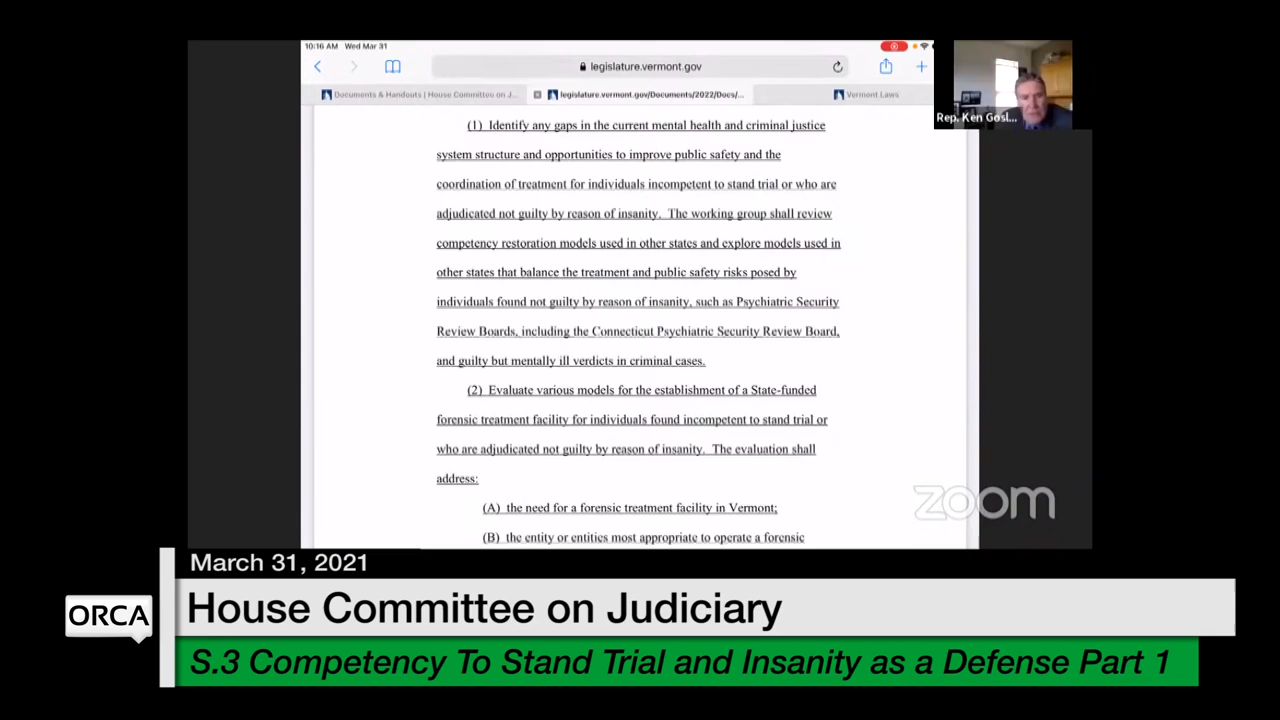 10:16 AM Wed Mar 31
legislature.vermont.gov
Documents & Handouts | House Committee on J...
legislature.vermont.gov/Documents/2022/Docs/...
Vermont Laws
Rep. Ken Gosl...
(1) Identify any gaps in the current mental health and criminal justice
system structure and opportunities to improve public safety and the
coordination of treatment for individuals incompetent to stand trial or who are
adjudicated not guilty by reason of insanity. The working group shall review
competency restoration models used in other states and explore models used in
other states that balance the treatment and public safety risks posed by
individuals found not guilty by reason of insanity, such as Psychiatric Security
Review Boards, including the Connecticut Psychiatric Security Review Board,
and guilty but mentally ill verdicts in criminal cases.
(2) Evaluate various models for the establishment of a State-funded
forensic treatment facility for individuals found incompetent to stand trial or
who are adjudicated not guilty by reason of insanity. The evaluation shall
address:
(A) the need for a forensic treatment facility in Vermont;
(B) the entity or entities most appropriate to operate a forensic
zoom
March 31, 2021
ORCA
House Committee on Judiciary
S.3 Competency To Stand Trial and Insanity as a Defense Part 1